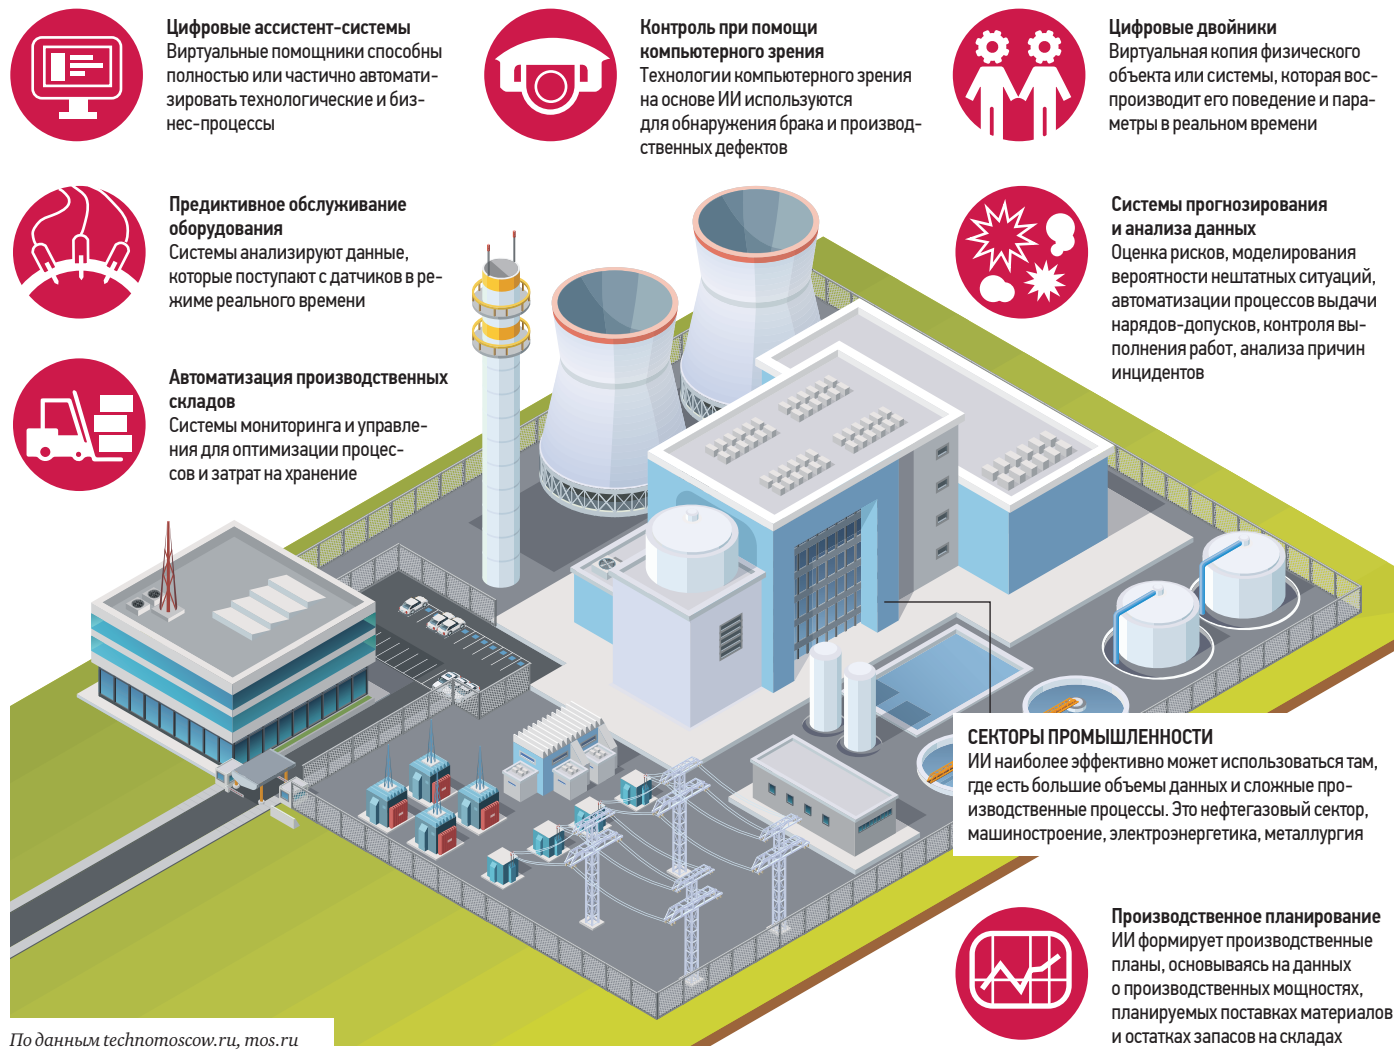 Цифровые ассистент-системы
Виртуальные помощники способны
полностью или частично автомати-
зировать технологические и биз-
нес-процессы
Контроль при помощи
компьютерного зрения
Технологии компьютерного зрения
на основе ИИ используются
для обнаружения брака и производ-
ственных дефектов
Цифровые двойники
Виртуальная копия физического
объекта или системы, которая вос-
производит его поведение и пара-
метры в реальном времени
Предиктивное обслуживание
оборудования
Системы анализируют данные,
которые поступают с датчиков в ре-
жиме реального времени
Системы прогнозирования
и анализа данных
Оценка рисков, моделирования
вероятности нештатных ситуаций,
автоматизации процессов выдачи
нарядов-допусков, контроля вы-
полнения работ, анализа причин
инцидентов
Автоматизация производственных
складов
Системы мониторинга и управле-
ния для оптимизации процес-
сов и затрат на хранение
СЕКТОРЫ ПРОМЫШЛЕННОСТИ
ИИ наиболее эффективно может использоваться там,
где есть большие объемы данных и сложные про-
изводственные процессы. Это нефтегазовый сектор,
машиностроение, электроэнергетика, металлургия
Производственное планирование
ИИ формирует производственные
планы, основываясь на данных
о производственных мощностях,
планируемых поставках материалов
и остатках запасов на складах
По данным technomoscow.ru, mos.ru